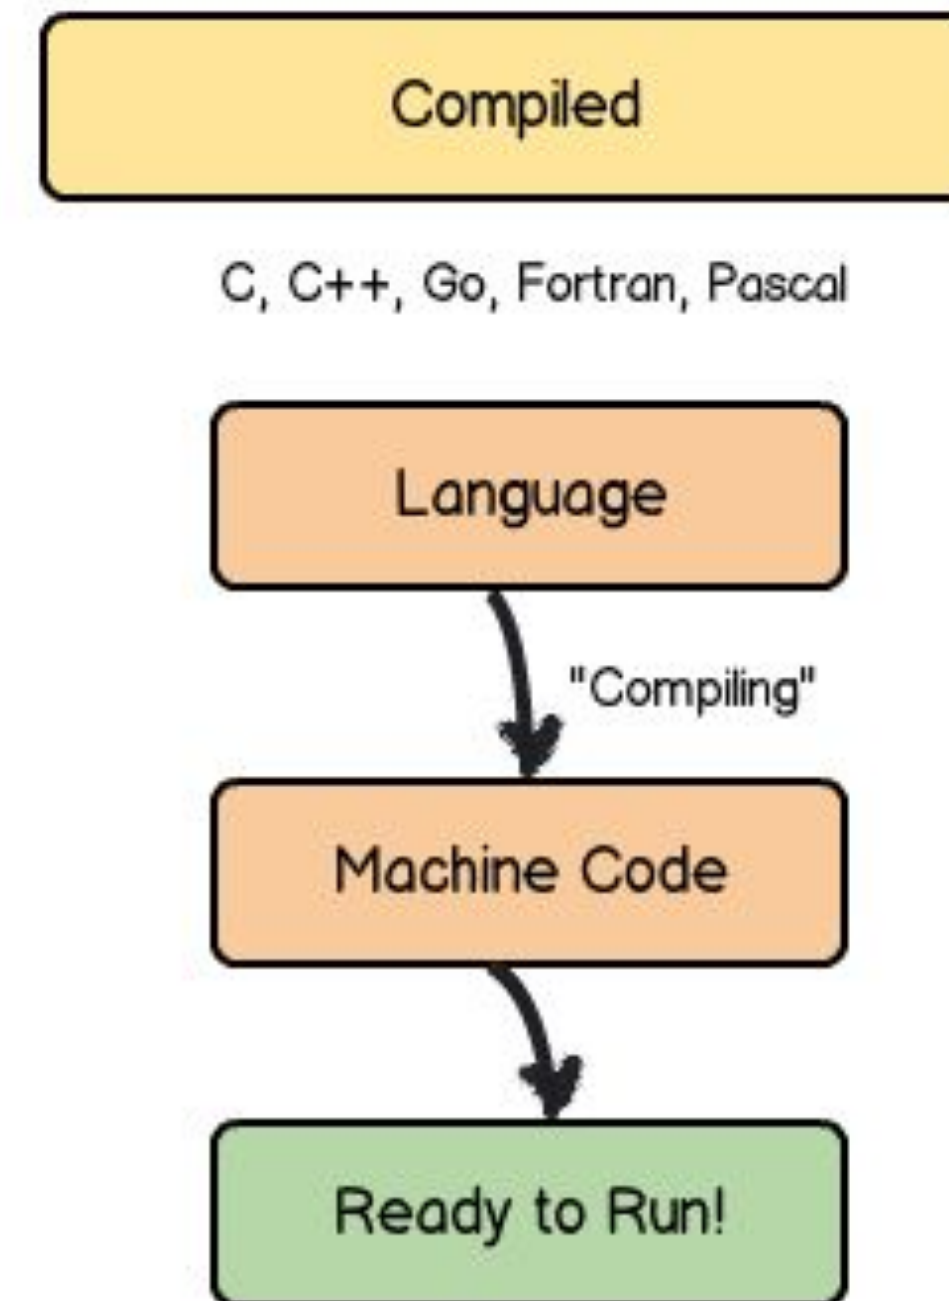 Compiled
C, C++, Go, Fortran, Pascal
Language
"Compiling"
Machine Code
Ready to Run!